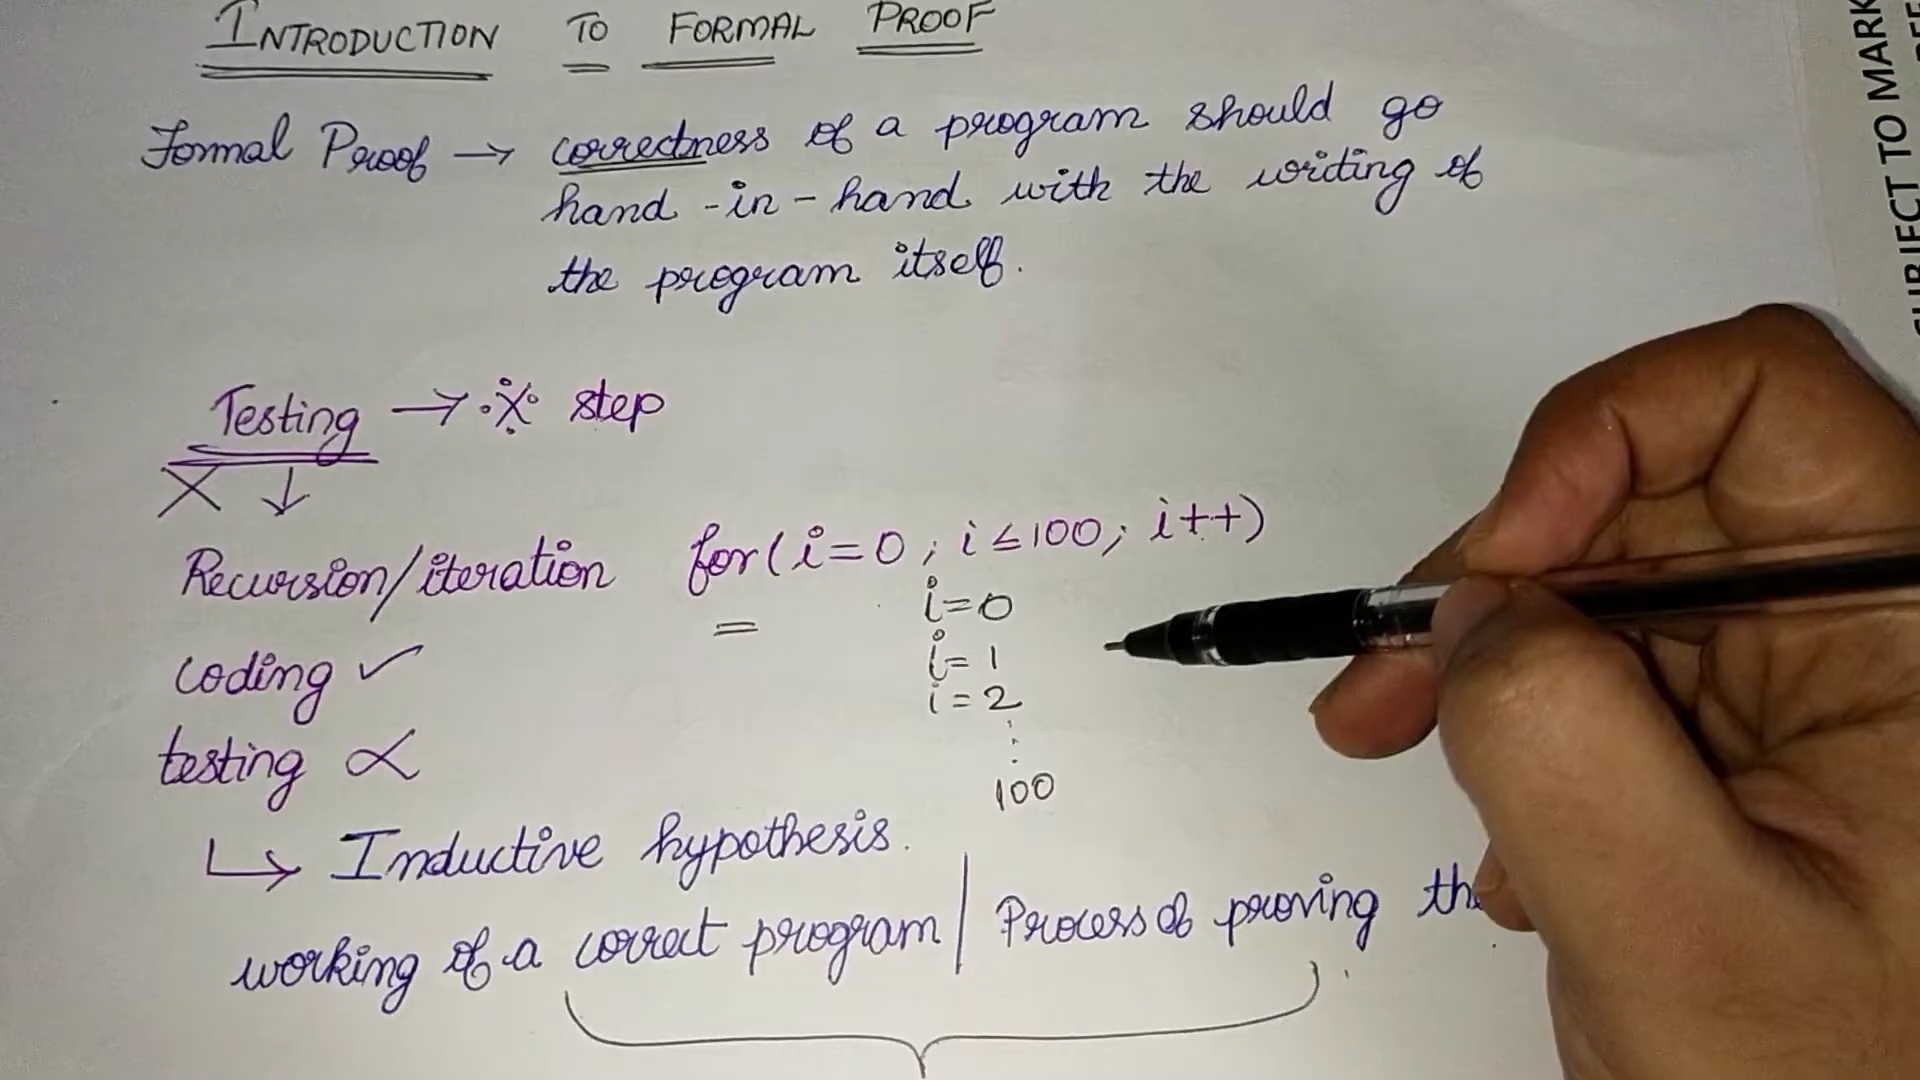 INTRODUCTION TO FORMAL PROOF
Formal Proof → correctness of a program should go
hand-in-hand with the writing of
the program itself.
Testing → step
X ↓
Recursion/iteration for(i=0; i≤100; i++)
i=0
i=1
i=2
100
coding ✓
testing
↳ Inductive hypothesis.
working of a correct program | Process of proving the
SUBJECT TO MARK